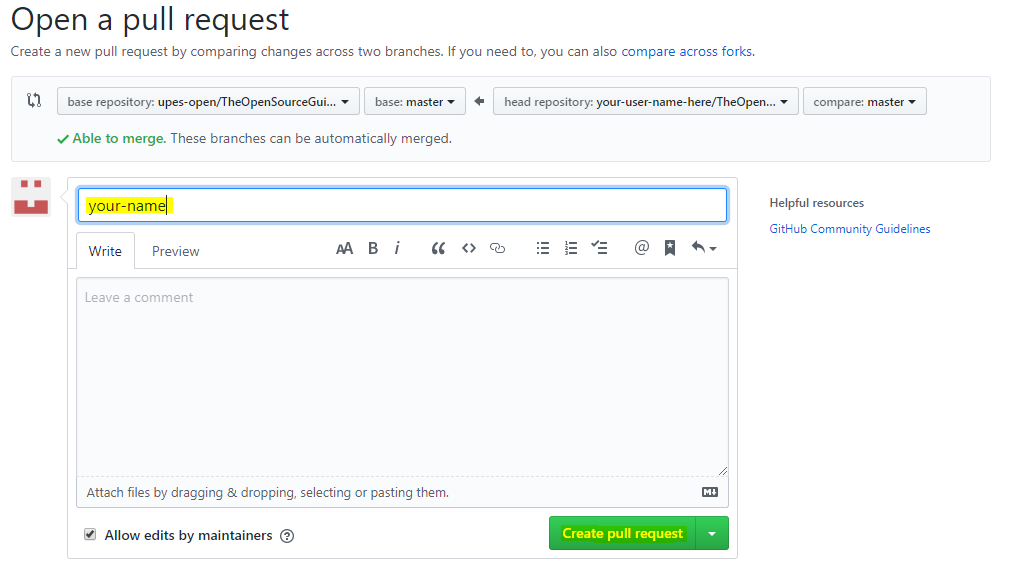 Open a pull request
Create a new pull request by comparing changes across two branches. If you need to, you can also compare across forks.
base repository: upes-open/TheOpenSourceGui... base: master head repository: your-user-name-here/TheOpen... compare: master
Able to merge. These branches can be automatically merged.
your-name
Helpful resources
GitHub Community Guidelines
Write Preview AA B i @
Leave a comment
Attach files by dragging & dropping, selecting or pasting them.
Allow edits by maintainers ?
Create pull request